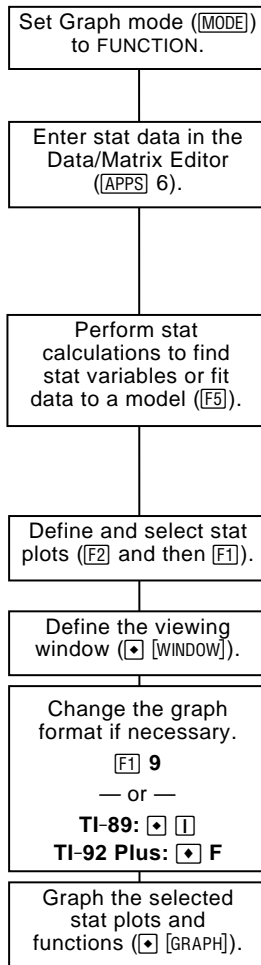 Set Graph mode (MODE)
to FUNCTION.
Enter stat data in the
Data/Matrix Editor
(APPS 6).
Perform stat
calculations to find
stat variables or fit
data to a model (F5).
Define and select stat
plots (F2 and then F1).
Define the viewing
window (◆ [WINDOW]).
Change the graph
format if necessary.
F1 9
— or —
TI-89: ◆ |
TI-92 Plus: ◆ F
Graph the selected
stat plots and
functions (◆ [GRAPH]).